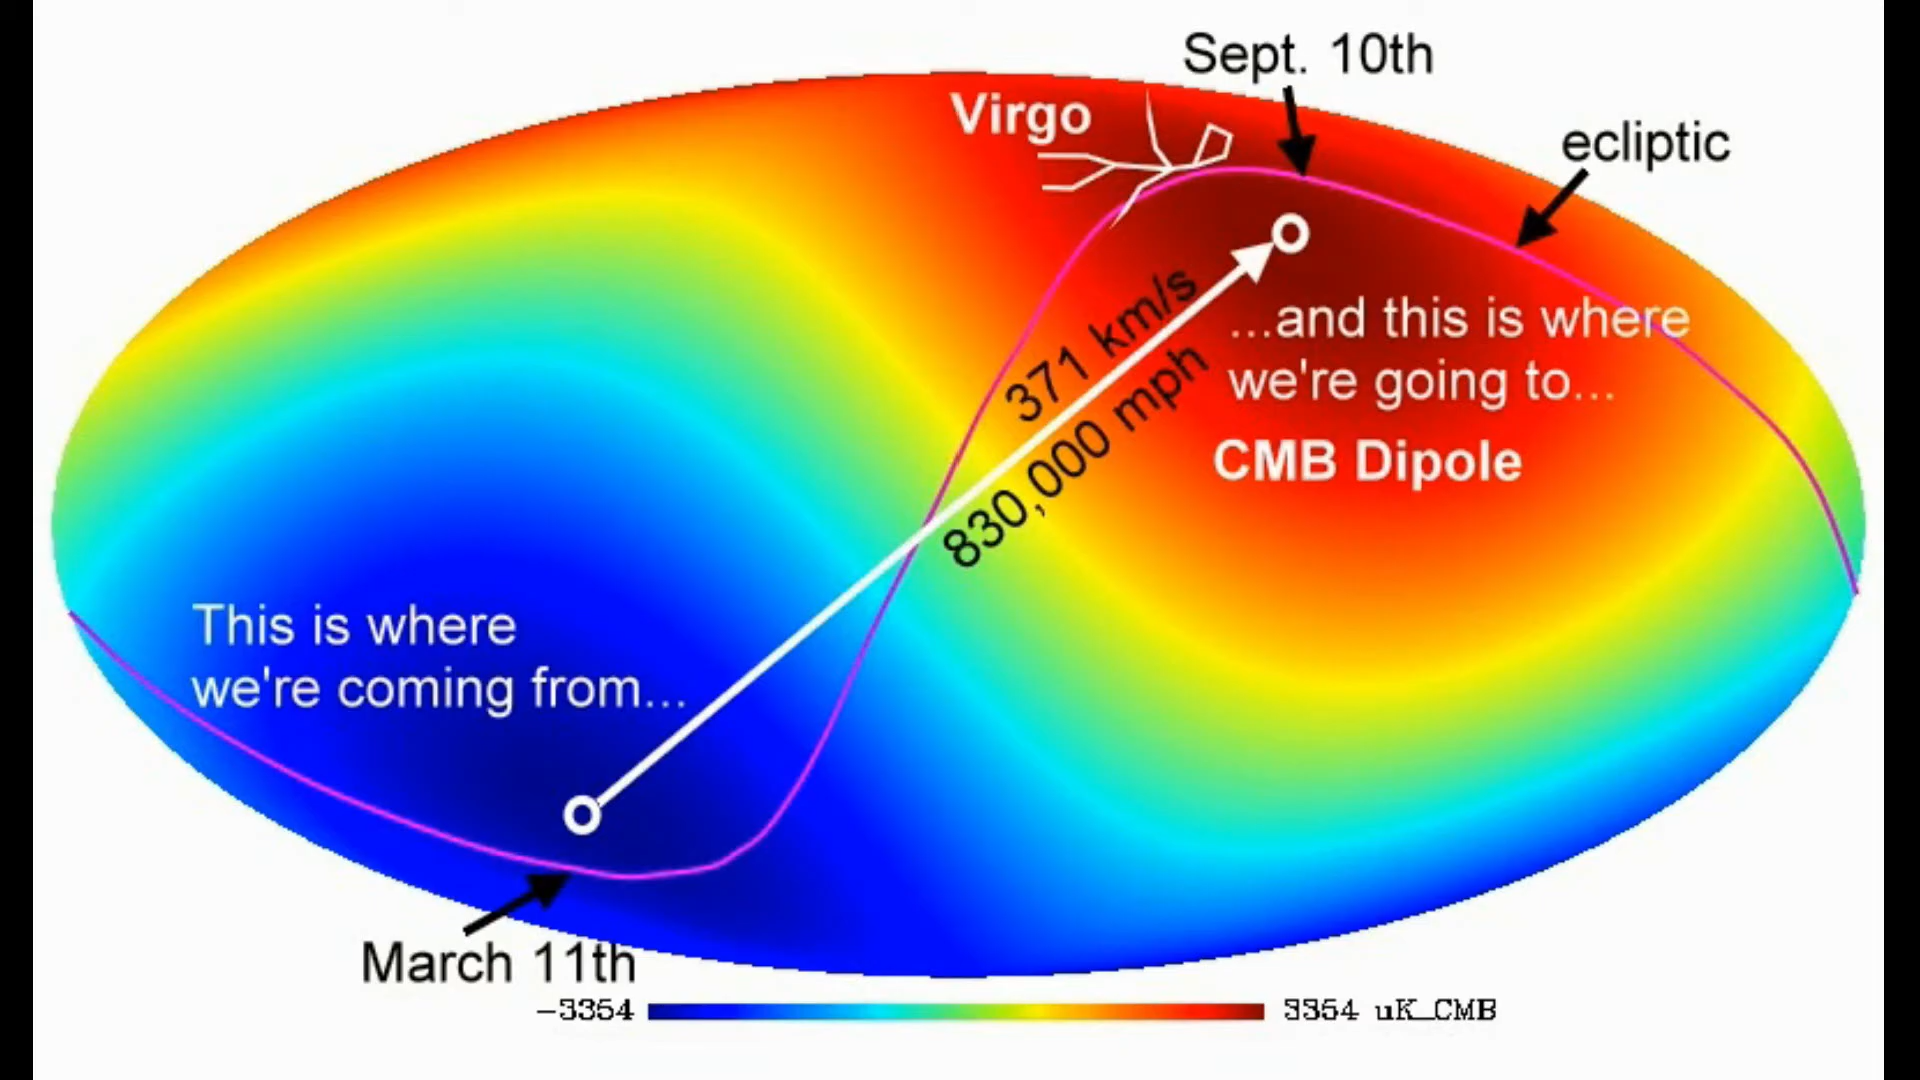 Sept. 10th
Virgo
ecliptic
...and this is where
we're going to...
371 km/s
830,000 mph
CMB Dipole
This is where
we're coming from...
March 11th
-3354
3354 uK_CMB